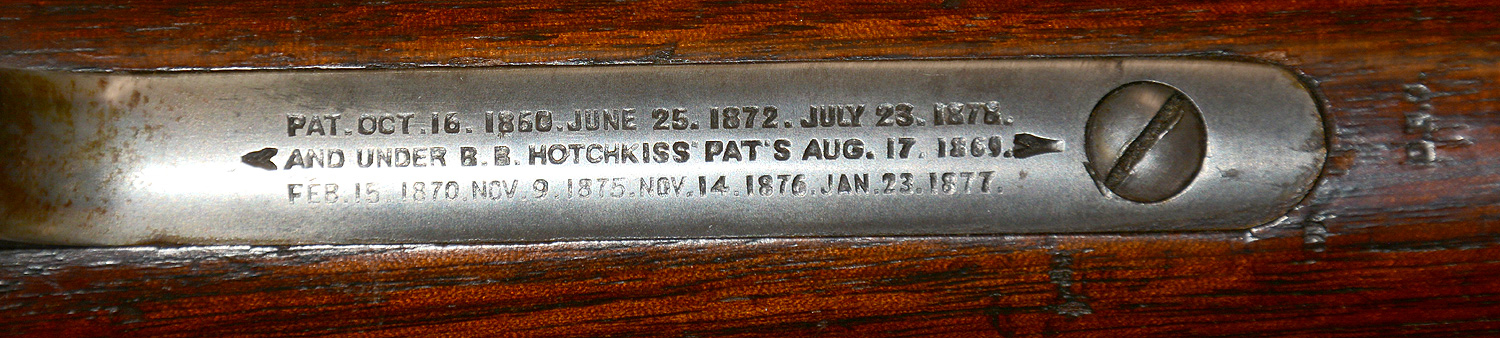 PAT. OCT. 16. 1860. JUNE 25. 1872. JULY 23. 1878.
AND UNDER B. B. HOTCHKISS' PAT'S AUG. 17. 1869.
FEB. 15. 1870. NOV. 9. 1875. NOV. 14. 1876. JAN. 23. 1877.